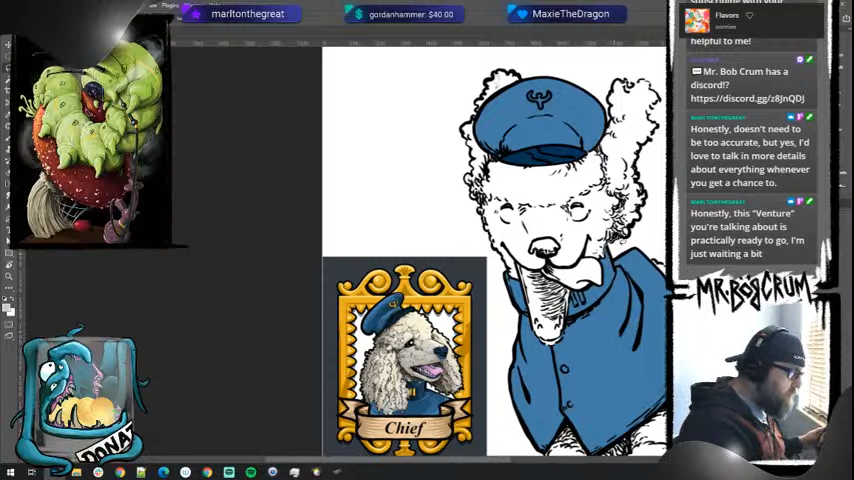 marltonthegreat
gordanhammer: $40.00
MaxieTheDragon
Flavors
helpful to me!
Mr. Bob Crum has a
discord!?
https://discord.gg/z8JnQDJ
MARLTONTHEGREAT
Honestly, doesn't need to
be too accurate, but yes, I'd
love to talk in more details
about everything whenever
you get a chance to.
MARLTONTHEGREAT
Honestly, this "Venture"
you're talking about is
practically ready to go, I'm
just waiting a bit
MR.BOBCRUM
Chief
DONAT